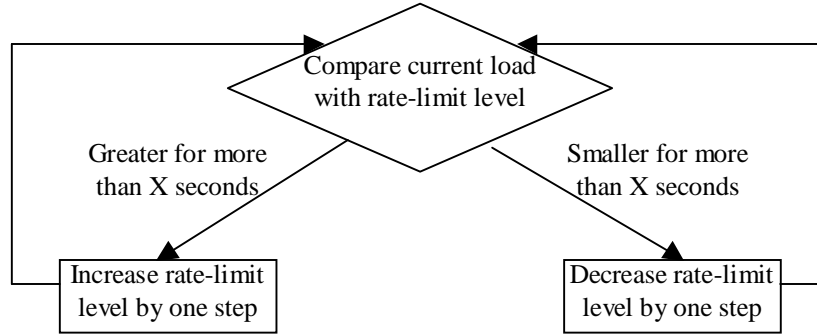 Compare current load
with rate-limit level
Greater for more
than X seconds
Smaller for more
than X seconds
Increase rate-limit
level by one step
Decrease rate-limit
level by one step